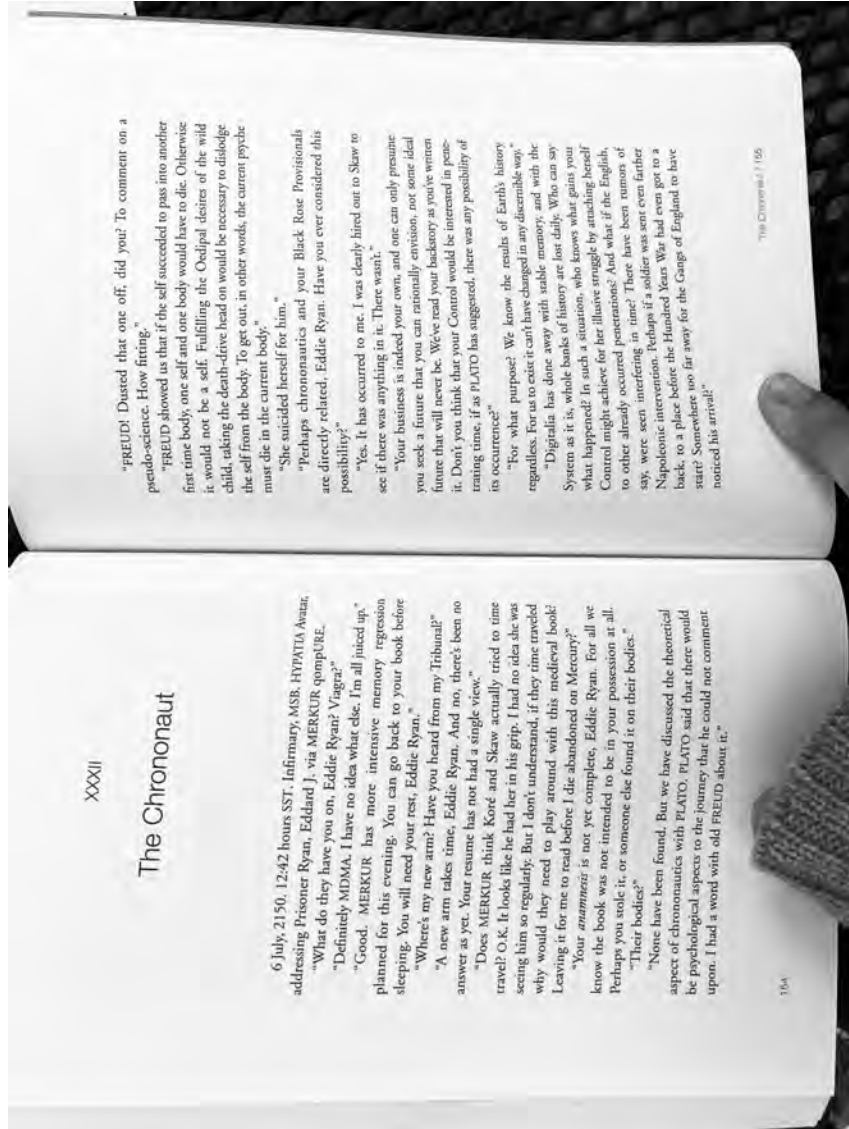 XXXII
The Chrononaut
6 July, 2150, 12:42 hours SST, Infirmary, MSB. HYPATIA Avatar,
addressing Prisoner Ryan, Eddard J. via MERKUR qompURE.
“What do they have you on, Eddie Ryan? Viagra?”
“Definitely MDMA. I have no idea what else. I'm all juiced up.”
“Good. MERKUR has more intensive memory regression
planned for this evening. You can go back to your book before
sleeping. You will need your rest, Eddie Ryan.”
“Where's my new arm? Have you heard from my Tribunal?”
“A new arm takes time, Eddie Ryan. And no, there's been no
answer as yet. Your resume has not had a single view.”
“Does MERKUR think Koré and Skaw actually tried to time
travel? O.K. It looks like he had her in his grip. I had no idea she was
seeing him so regularly. But I don't understand, if they time traveled
why would they need to play around with this medieval book?
Leaving it for me to read before I die abandoned on Mercury?”
“Your anamnesis is not yet complete, Eddie Ryan. For all we
know the book was not intended to be in your possession at all.
Perhaps you stole it, or someone else found it on their bodies.”
“Their bodies?”
“None have been found. But we have discussed the theoretical
aspect of chrononautics with PLATO. PLATO said that there would
be psychological aspects to the journey that he could not comment
upon. I had a word with old FREUD about it.”
164
“FREUD! Dusted that one off, did you? To comment on a
pseudo-science. How fitting.”
“FREUD showed us that if the self succeeded to pass into another
first time body, one self and one body would have to die. Otherwise
it would not be a self. Fulfilling the Oedipal desires of the wild
child, taking the death-drive head on would be necessary to dislodge
the self from the body. To get out, in other words, the current psyche
must die in the current body.”
“She suicided herself for him.”
“Perhaps chrononautics and your Black Rose Provisionals
are directly related, Eddie Ryan. Have you ever considered this
possibility?”
“Yes. It has occurred to me. I was clearly hired out to Skaw to
see if there was anything in it. There wasn't.”
“Your business is indeed your own, and one can only presume
you seek a future that you can rationally envision, not some ideal
future that will never be. We've read your backstory as you've written
it. Don't you think that your Control would be interested in pene-
trating time, if as PLATO has suggested, there was any possibility of
its occurrence?”
“For what purpose? We know the results of Earth's history
regardless. For us to exist it can't have changed in any discernible way.”
“Digitalia has done away with stable memory, and with the
System as it is, whole banks of history are lost daily. Who can say
what happened? In such a situation, who knows what gains your
Control might achieve for her illusive struggle by attaching herself
to other already occurred penetrations? And what if the English,
say, were seen interfering in time? There have been rumors of
Napoleonic intervention. Perhaps if a soldier was sent even farther
back, to a place before the Hundred Years War had even got to a
start? Somewhere too far away for the Gangs of England to have
noticed his arrival?”
The Chrononaut / 165